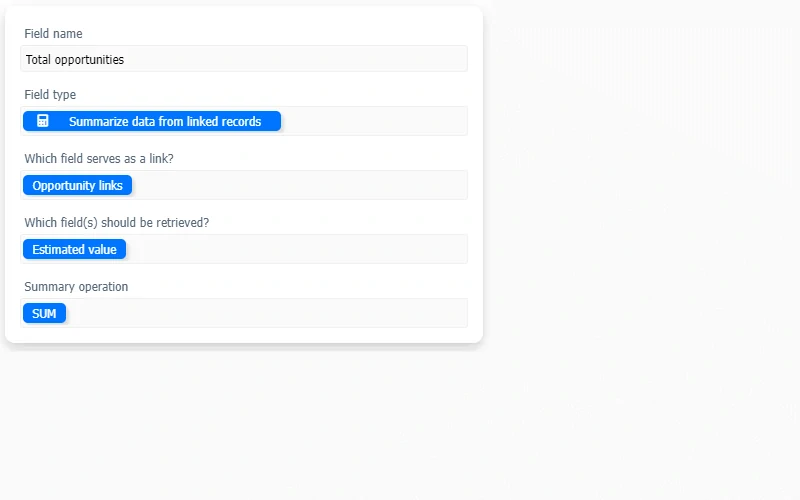 Field name
Total opportunities
Field type
Summarize data from linked records
Which field serves as a link?
Opportunity links
Which field(s) should be retrieved?
Estimated value
Summary operation
SUM